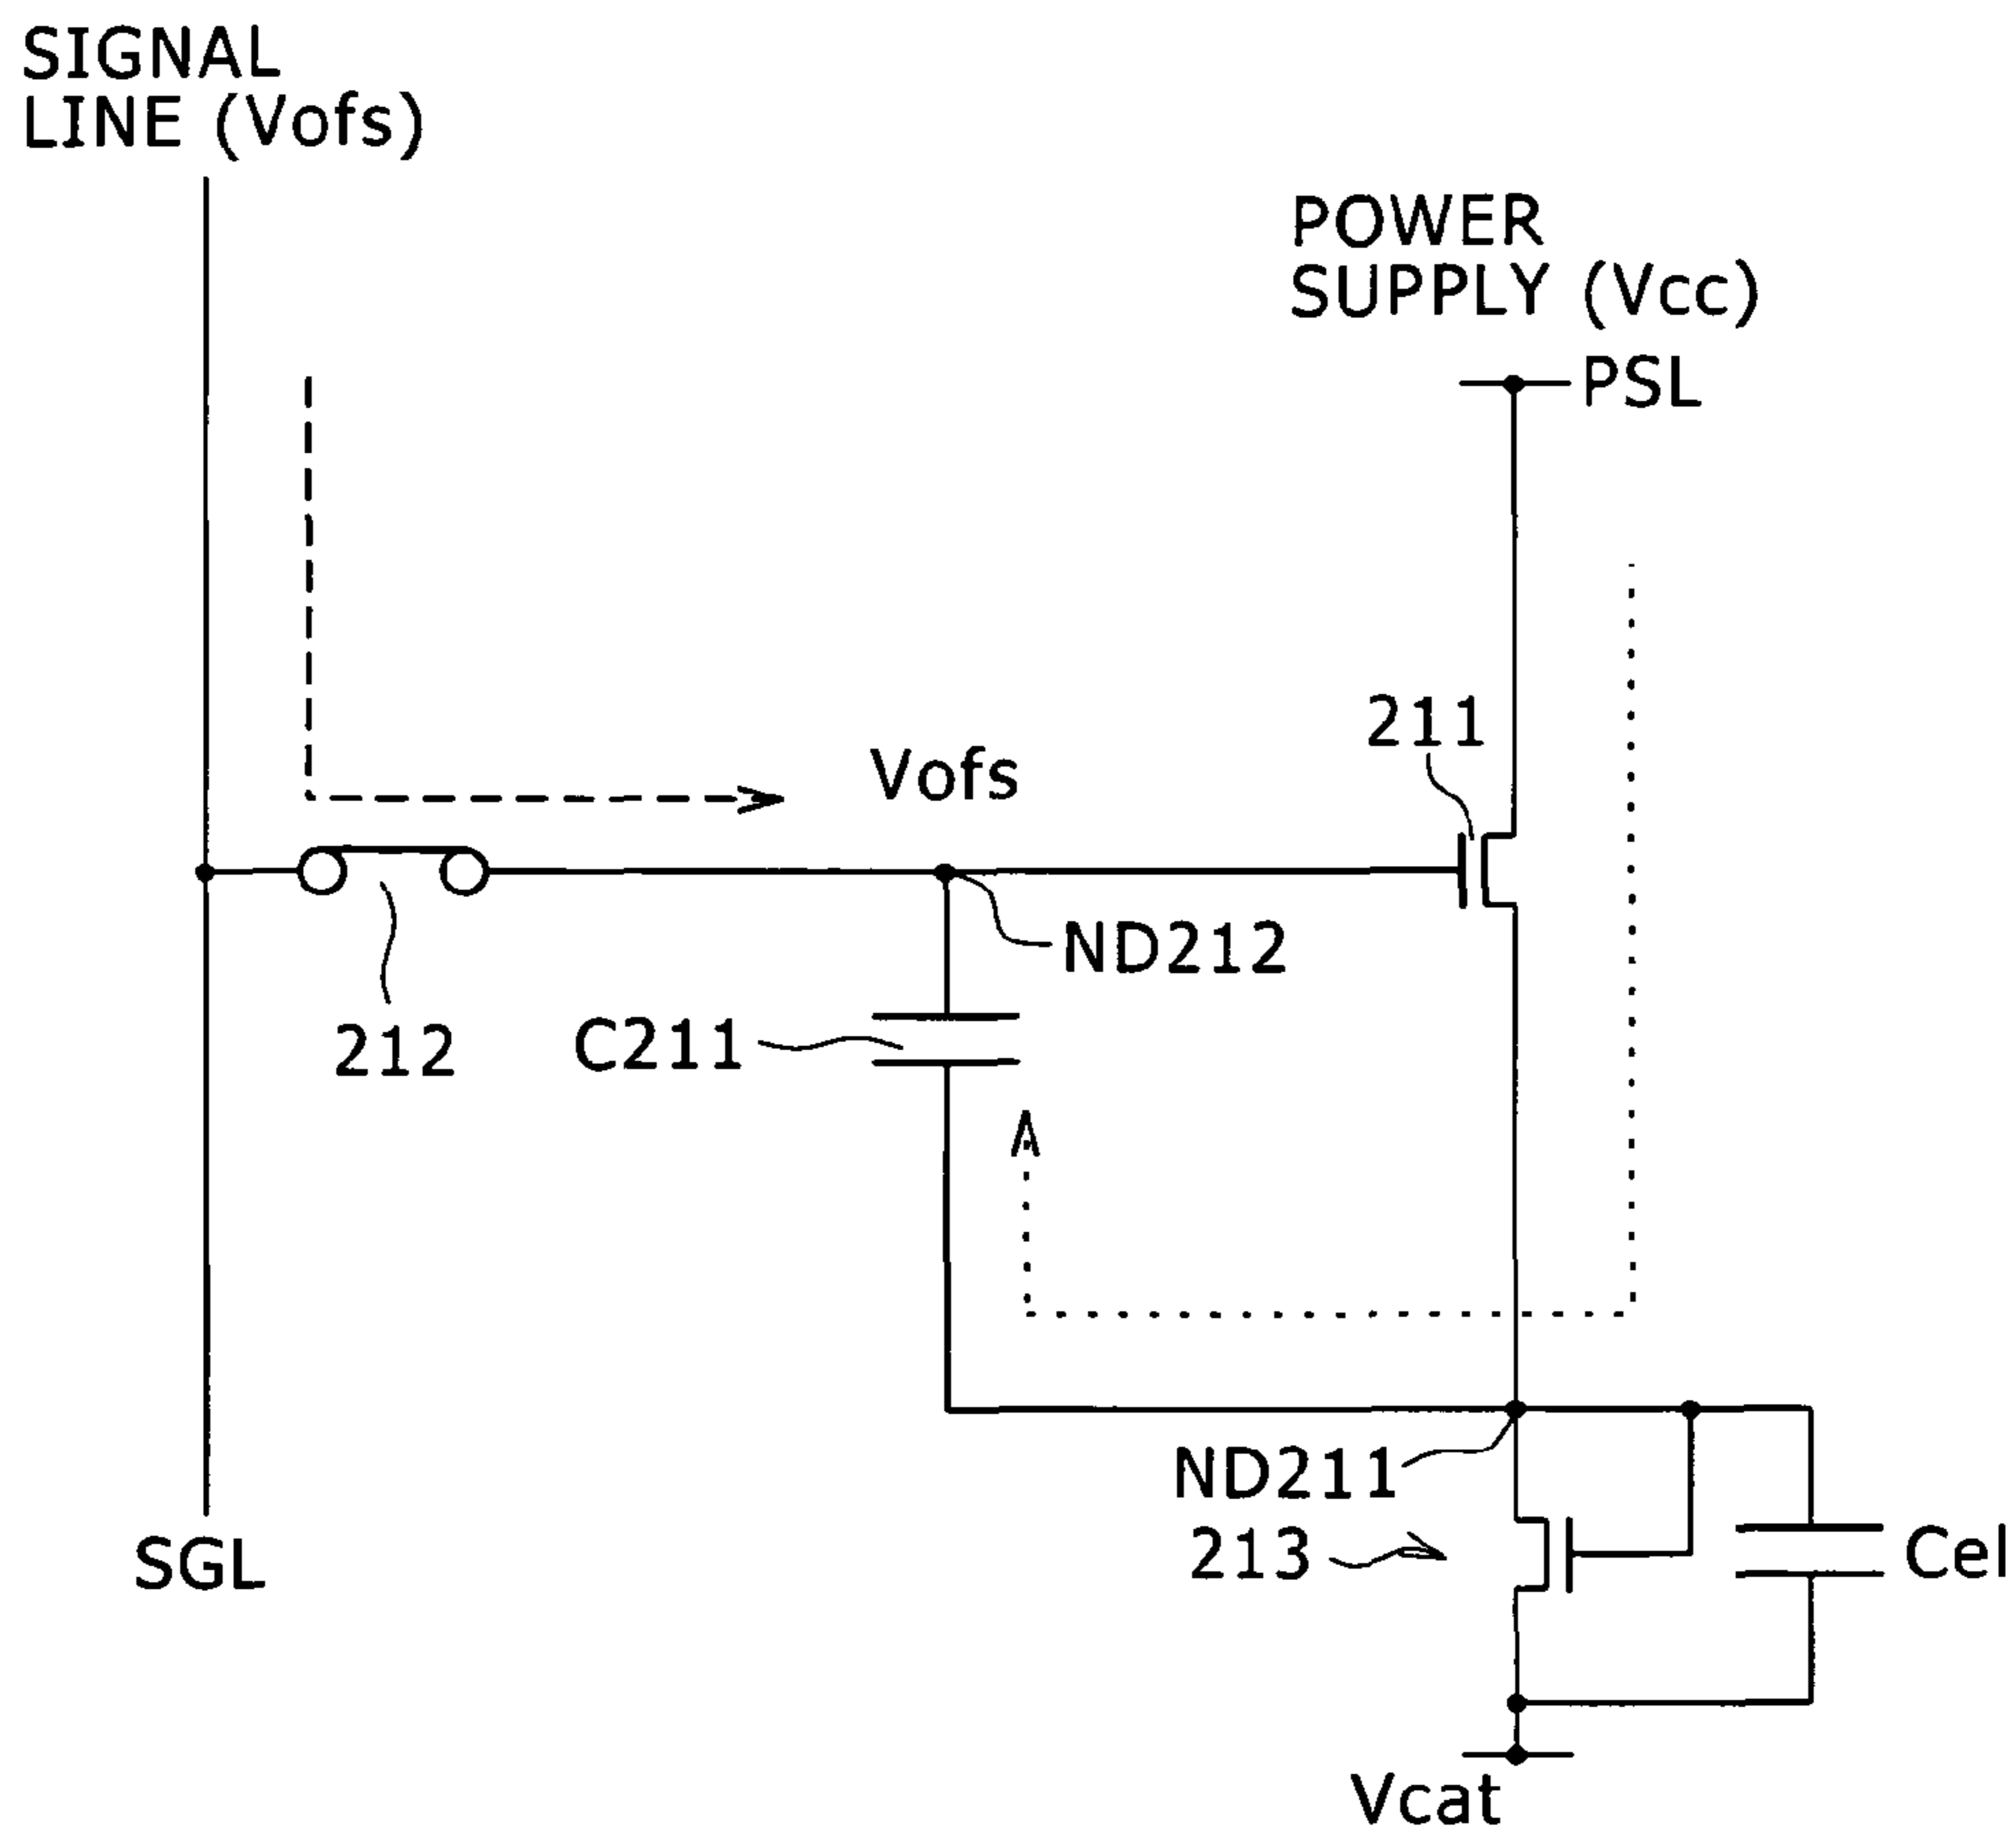 SIGNAL
LINE (Vofs)
POWER
SUPPLY (Vcc)
PSL
211
Vofs
ND212
212
C211
ND211
213
Cel
SGL
Vcat